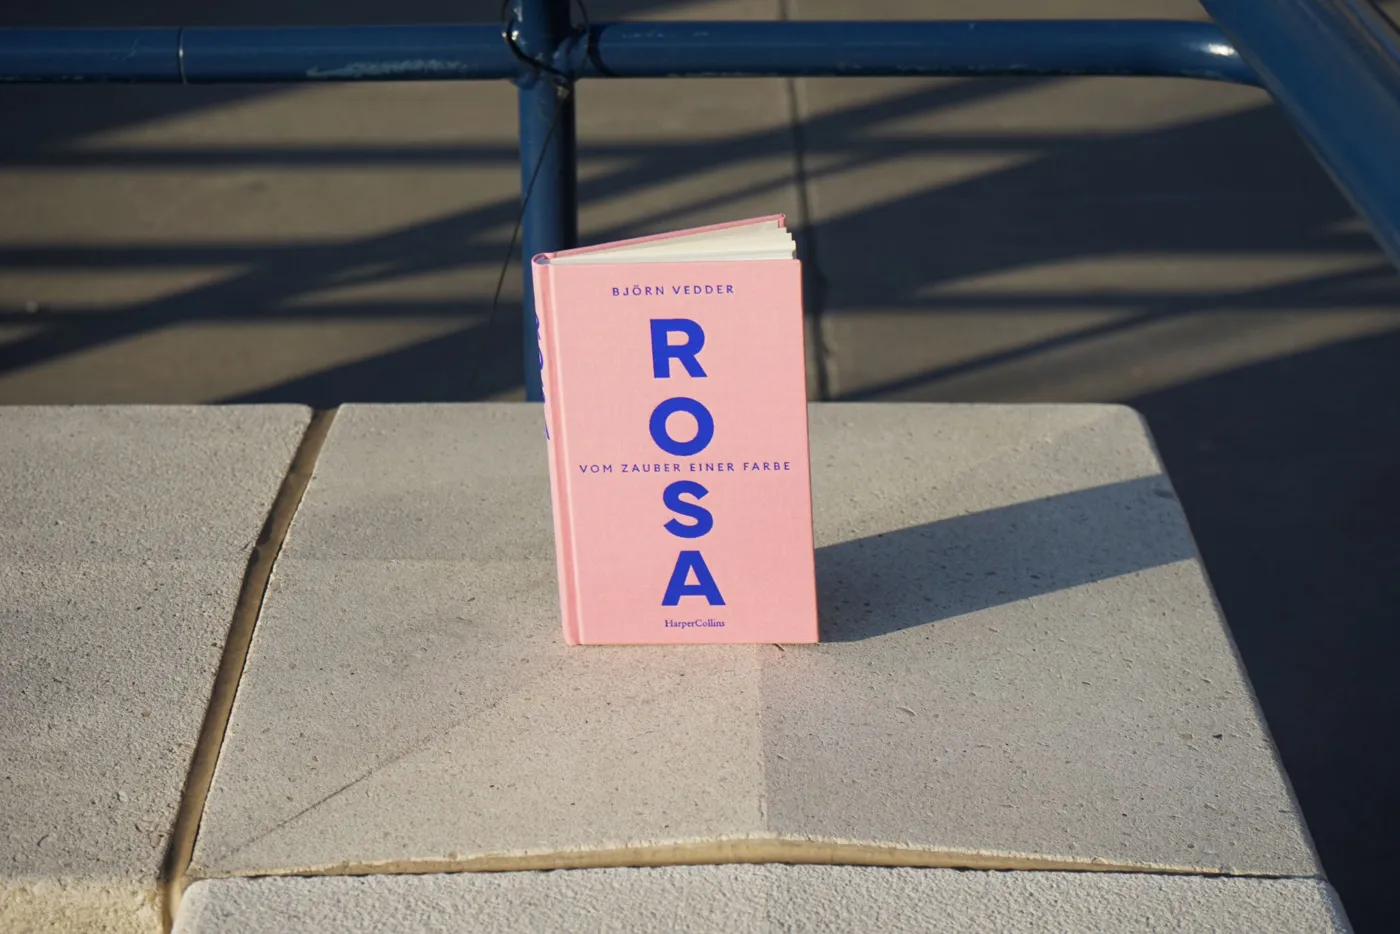 BJÖRN VEDDER
R
O
VOM ZAUBER EINER FARBE
S
A
HarperCollins